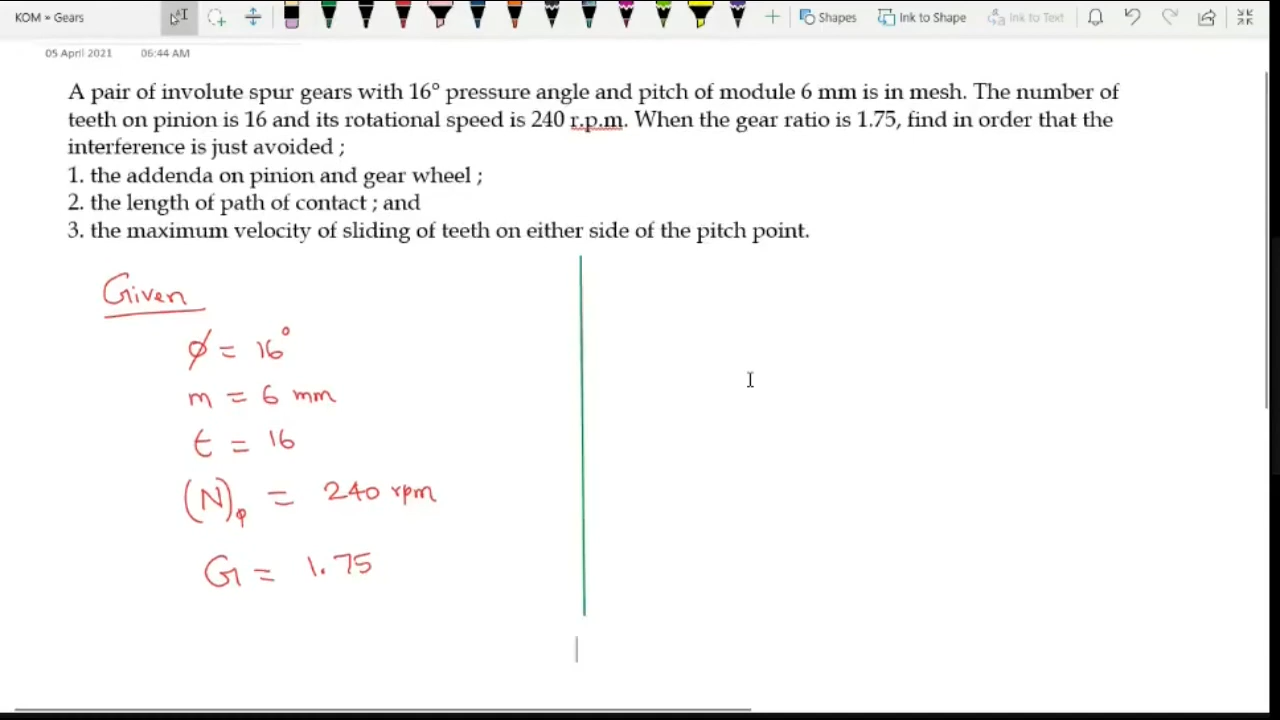 KOM » Gears
Shapes
Ink to Shape
Ink to Text
05 April 2021 06:44 AM
A pair of involute spur gears with 16° pressure angle and pitch of module 6 mm is in mesh. The number of
teeth on pinion is 16 and its rotational speed is 240 r.p.m. When the gear ratio is 1.75, find in order that the
interference is just avoided ;
1. the addenda on pinion and gear wheel ;
2. the length of path of contact ; and
3. the maximum velocity of sliding of teeth on either side of the pitch point.
Given
φ = 16°
m = 6 mm
t = 16
(N)p = 240 rpm
G = 1.75